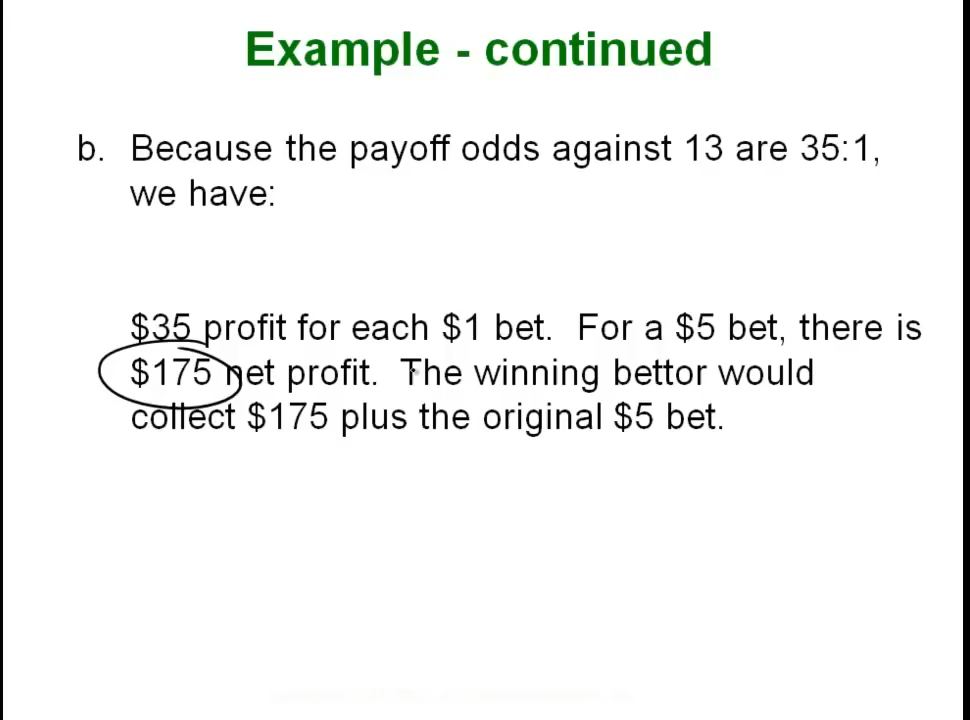 Example - continued
b. Because the payoff odds against 13 are 35:1,
we have:
$35 profit for each $1 bet. For a $5 bet, there is
$175 net profit. The winning bettor would
collect $175 plus the original $5 bet.